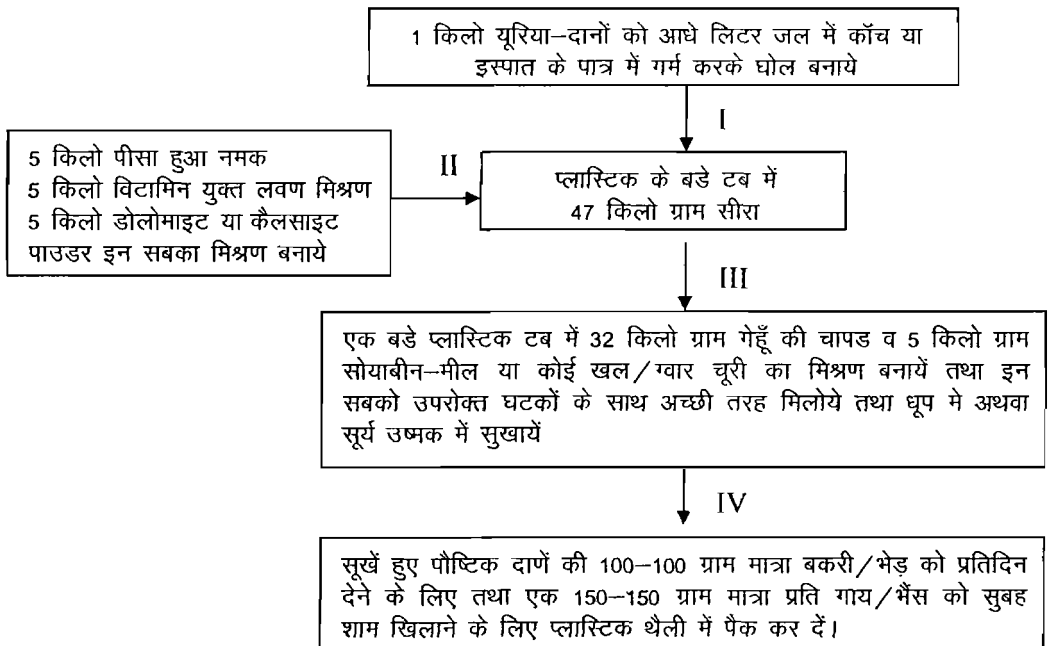 1 किलो यूरिया–दानों को आधे लिटर जल में कॉच या
इस्पात के पात्र में गर्म करके घोल बनाये
I
5 किलो पीसा हुआ नमक
5 किलो विटामिन युक्त लवण मिश्रण
5 किलो डोलोमाइट या कैलसाइट
पाउडर इन सबका मिश्रण बनाये
II
प्लास्टिक के बडे टब में
47 किलो ग्राम सीरा
III
एक बडे प्लास्टिक टब में 32 किलो ग्राम गेहूँ की चापड व 5 किलो ग्राम
सोयाबीन–मील या कोई खल/ग्वार चूरी का मिश्रण बनायें तथा इन
सबको उपरोक्त घटकों के साथ अच्छी तरह मिलोये तथा धूप मे अथवा
सूर्य उष्मक में सुखायें
IV
सूखें हुए पौष्टिक दाणें की 100–100 ग्राम मात्रा बकरी/भेड़ को प्रतिदिन
देने के लिए तथा एक 150–150 ग्राम मात्रा प्रति गाय/भैंस को सुबह
शाम खिलाने के लिए प्लास्टिक थैली में पैक कर दें।